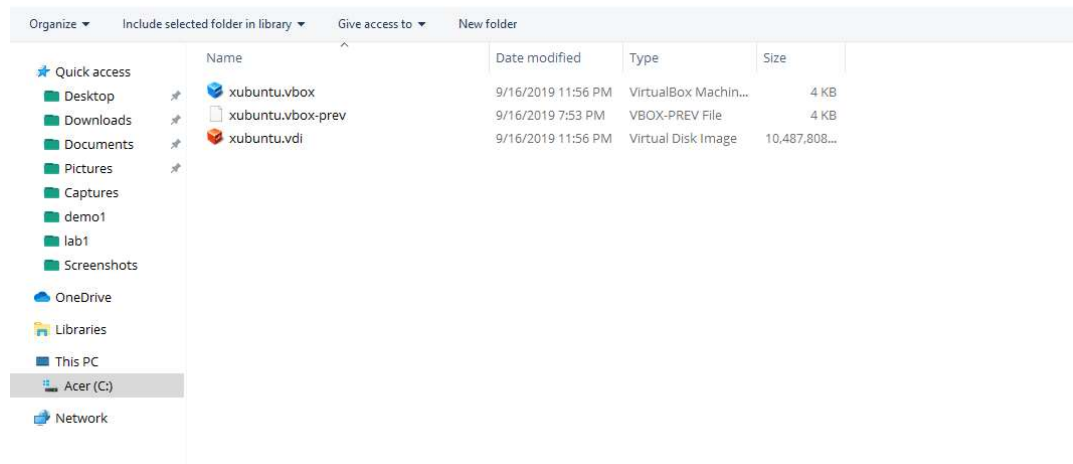 Organize Include selected folder in library Give access to New folder
Quick access
Desktop
Downloads
Documents
Pictures
Captures
demo1
lab1
Screenshots
OneDrive
Libraries
This PC
Acer (C:)
Network
Name Date modified Type Size
xubuntu.vbox 9/16/2019 11:56 PM VirtualBox Machin... 4 KB
xubuntu.vbox-prev 9/16/2019 7:53 PM VBOX-PREV File 4 KB
xubuntu.vdi 9/16/2019 11:56 PM Virtual Disk Image 10,487,808...